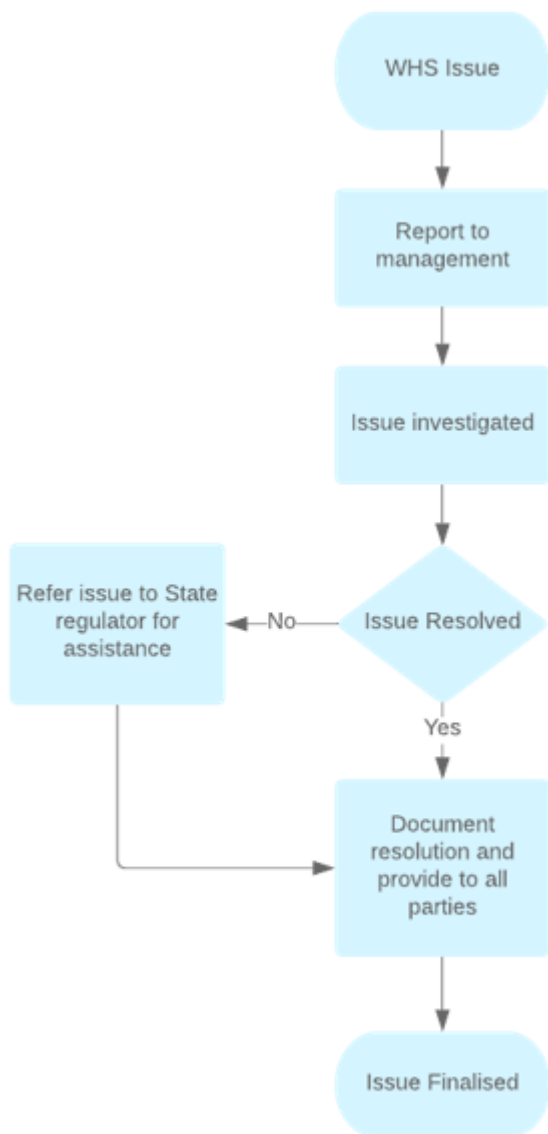 WHS Issue
Report to
management
Issue investigated
Issue Resolved
No
Refer issue to State
regulator for
assistance
Yes
Document
resolution and
provide to all
parties
Issue Finalised